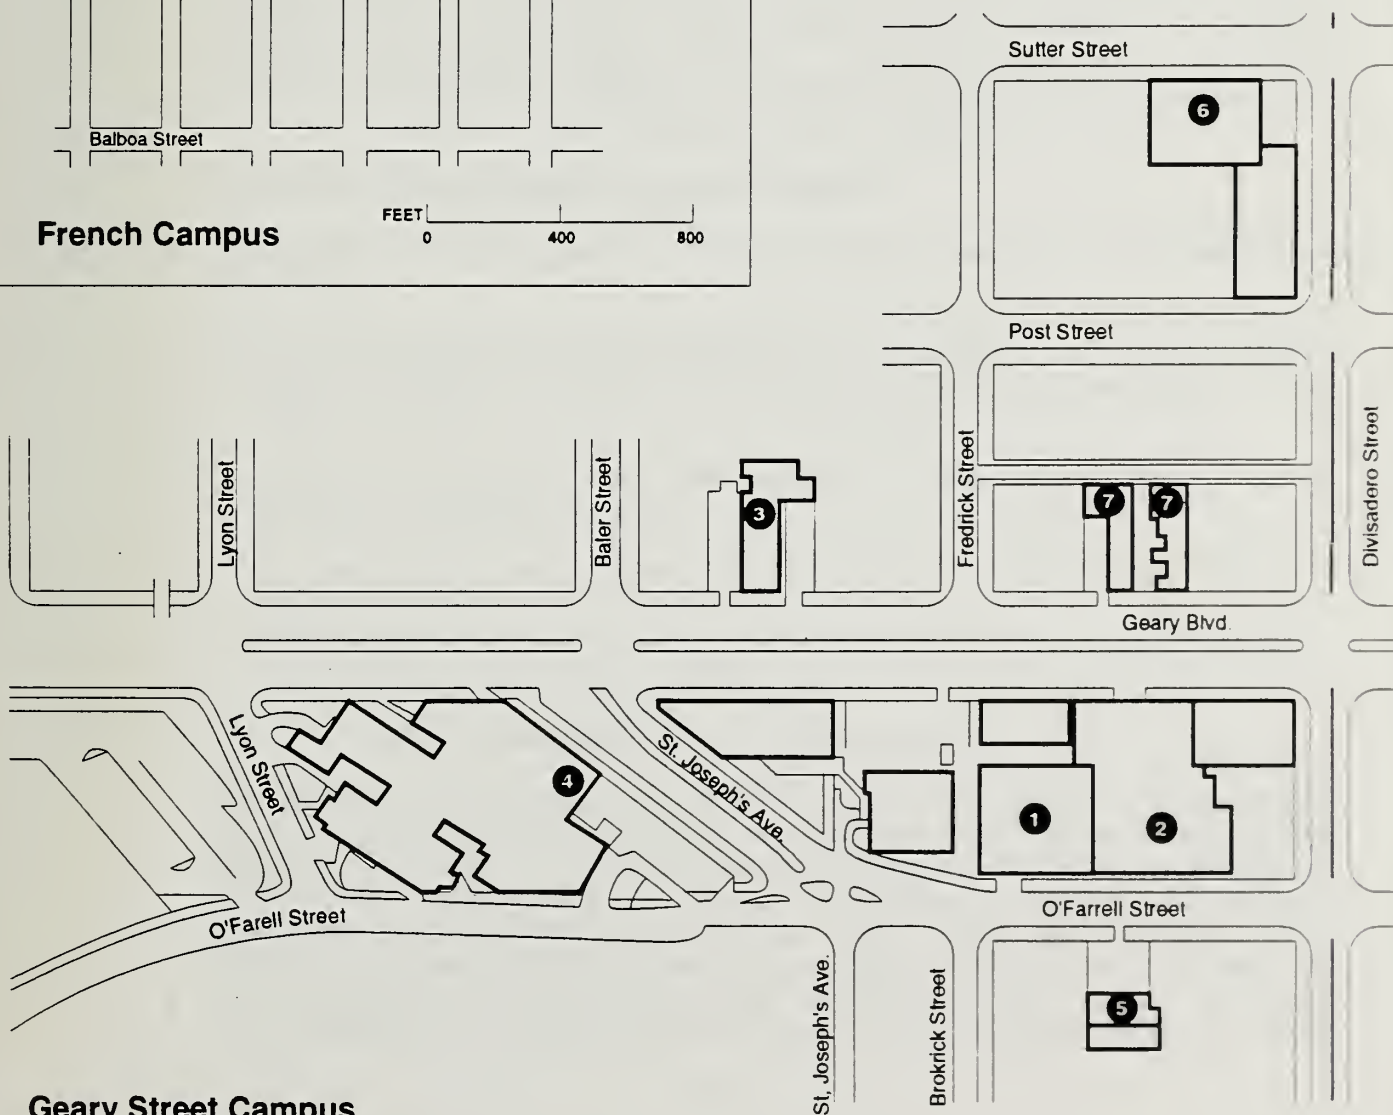 Sutter Street
6
Balboa Street
FEET
0 400 800
French Campus
Post Street
Lyon Street
Baler Street
3
Fredrick Street
7
7
Divisadero Street
Geary Blvd.
Lyon Street
4
St. Joseph's Ave.
1
2
O'Farell Street
O'Farrell Street
St, Joseph's Ave.
Brokrick Street
5
Geary Street Campus